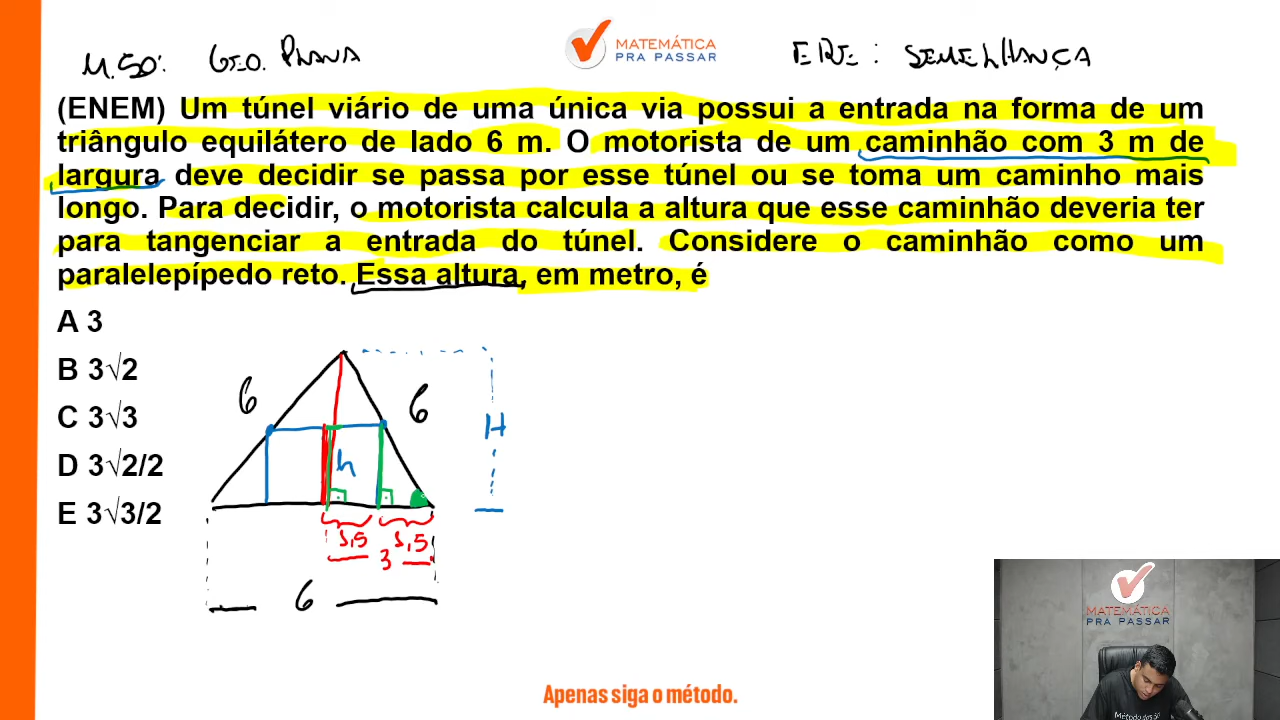 M.50: GEO. PLANA
MATEMÁTICA
PRA PASSAR
ERE: SEMELHANÇA
(ENEM) Um túnel viário de uma única via possui a entrada na forma de um
triângulo equilátero de lado 6 m. O motorista de um caminhão com 3 m de
largura deve decidir se passa por esse túnel ou se toma um caminho mais
longo. Para decidir, o motorista calcula a altura que esse caminhão deveria ter
para tangenciar a entrada do túnel. Considere o caminhão como um
paralelepípedo reto. Essa altura, em metro, é
A 3
B 3√2
C 3√3
D 3√2/2
E 3√3/2
6
6
H
h
1,5
1,5
3
6
MATEMÁTICA
PRA PASSAR
Apenas siga o método.